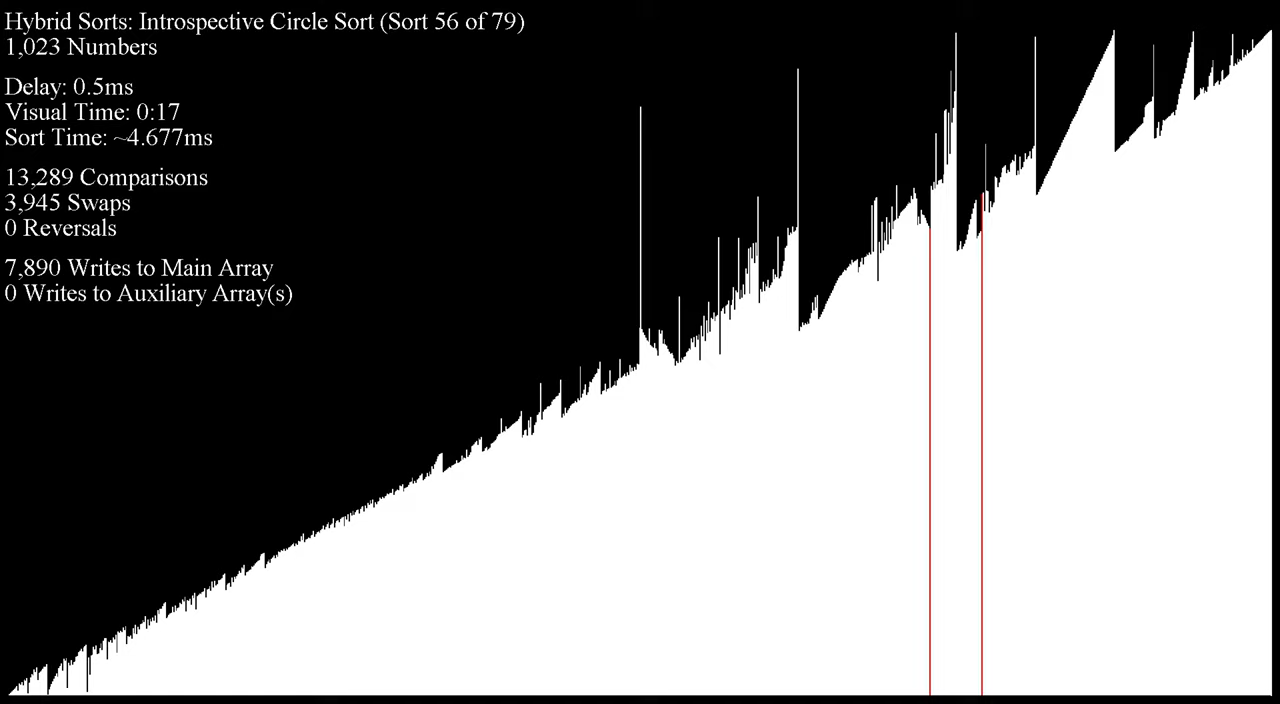 Hybrid Sorts: Introspective Circle Sort (Sort 56 of 79)
1,023 Numbers
Delay: 0.5ms
Visual Time: 0:17
Sort Time: ~4.677ms
13,289 Comparisons
3,945 Swaps
0 Reversals
7,890 Writes to Main Array
0 Writes to Auxiliary Array(s)